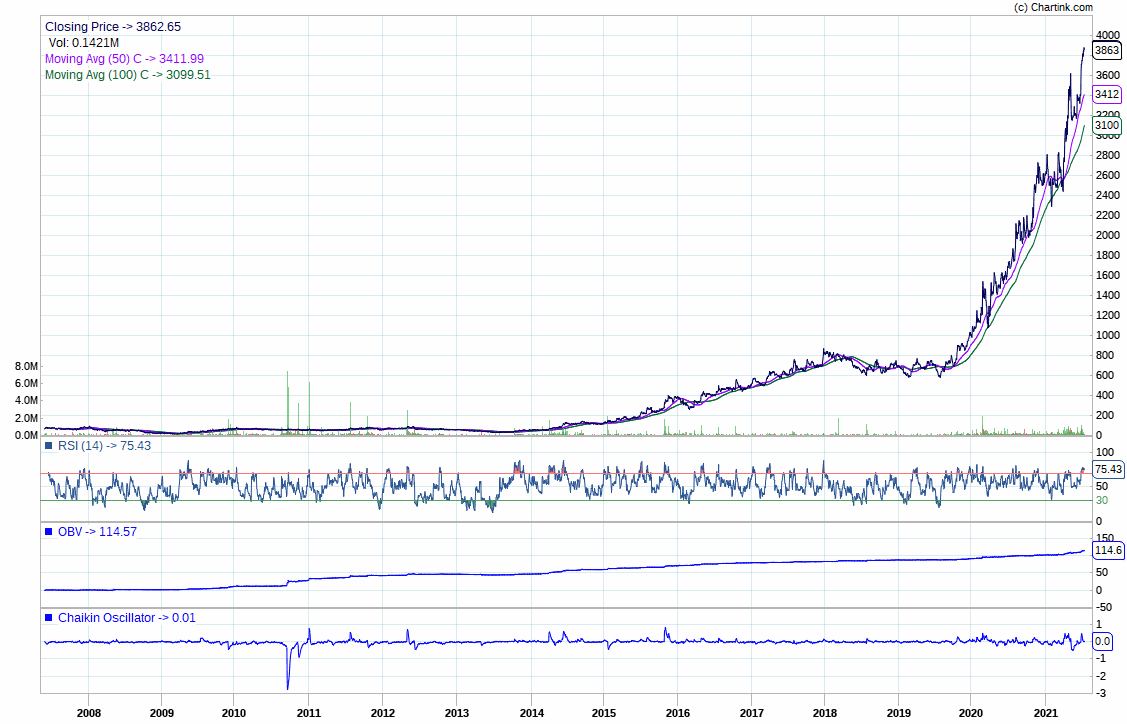 (c) Chartink.com
Closing Price -> 3862.65
Vol: 0.1421M
Moving Avg (50) C -> 3411.99
Moving Avg (100) C -> 3099.51
4000
3863
3600
3412
3200
3100
3000
2800
2600
2400
2200
2000
1800
1600
1400
1200
1000
800
600
400
200
0
8.0M
6.0M
4.0M
2.0M
0.0M
RSI (14) -> 75.43
100
75.43
50
30
0
OBV -> 114.57
150
114.6
50
0
-50
Chaikin Oscillator -> 0.01
1
0.0
-1
-2
-3
2008 2009 2010 2011 2012 2013 2014 2015 2016 2017 2018 2019 2020 2021